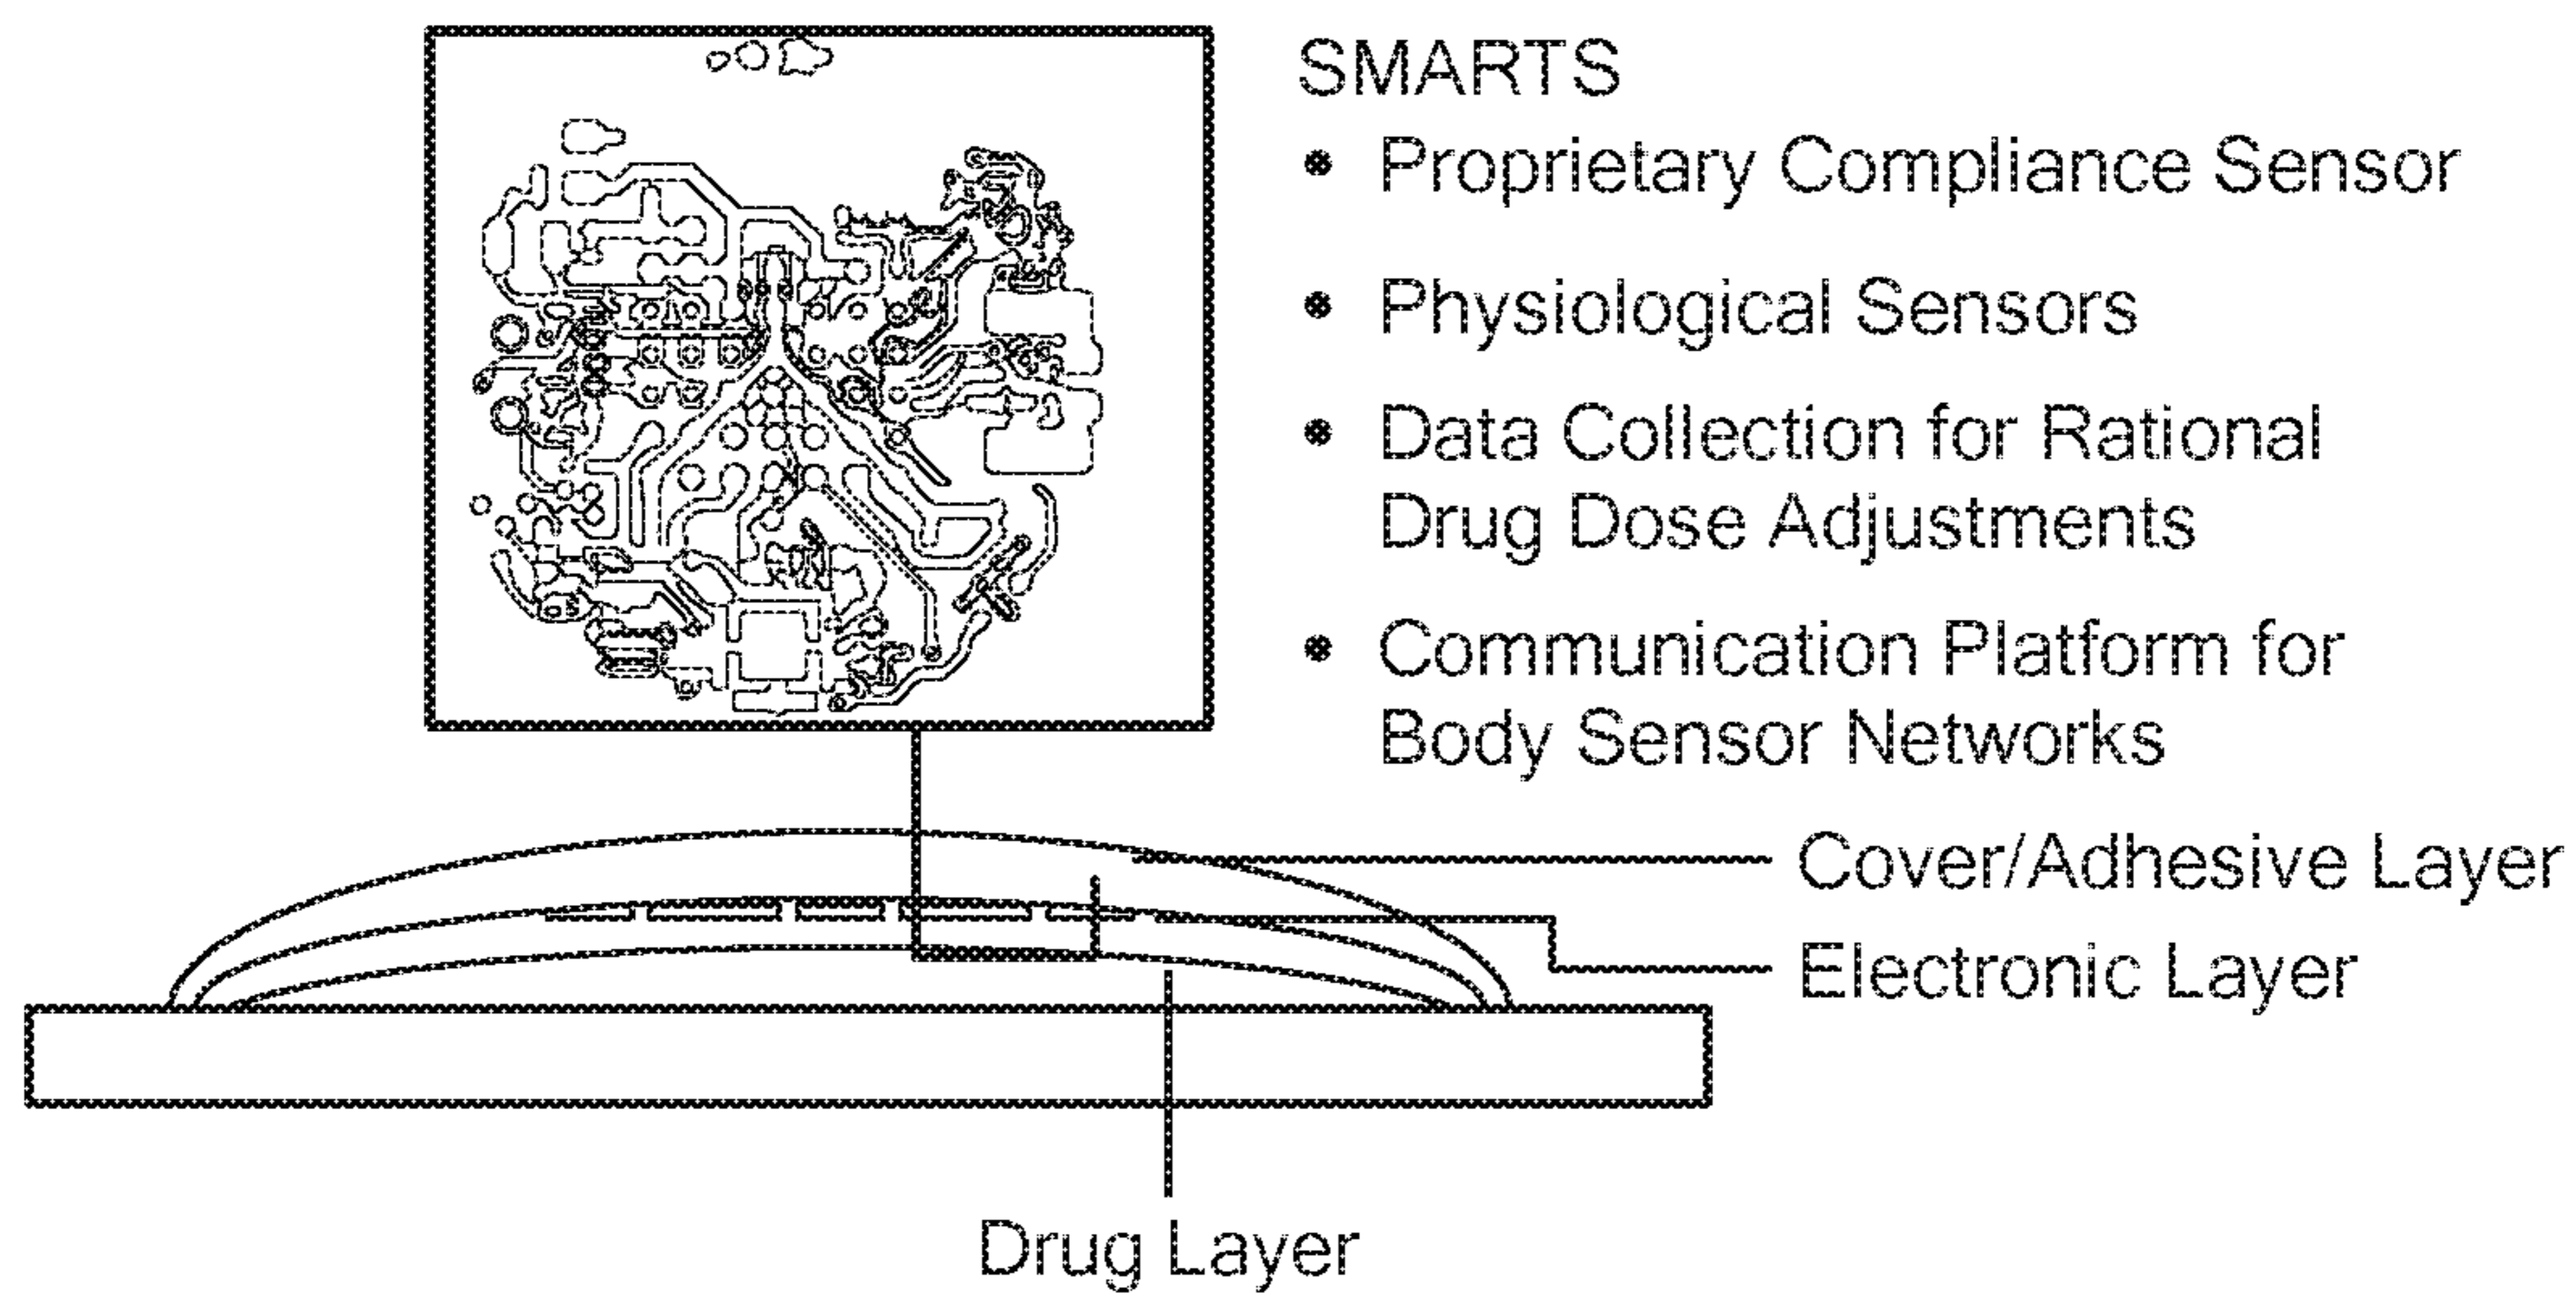 SMARTS
• Proprietary Compliance Sensor
• Physiological Sensors
• Data Collection for Rational
Drug Dose Adjustments
• Communication Platform for
Body Sensor Networks
Cover/Adhesive Layer
Electronic Layer
Drug Layer